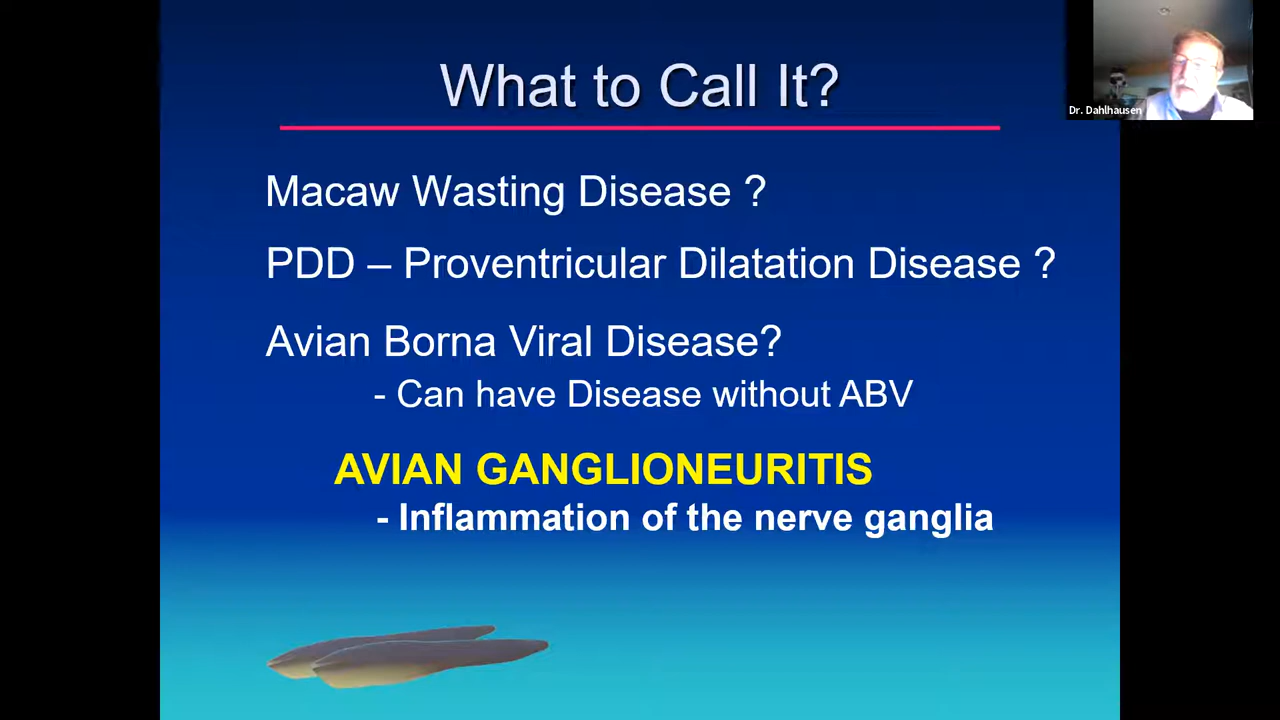 What to Call It?
Dr. Dahlhausen
Macaw Wasting Disease ?
PDD – Proventricular Dilatation Disease ?
Avian Borna Viral Disease?
- Can have Disease without ABV
AVIAN GANGLIONEURITIS
- Inflammation of the nerve ganglia